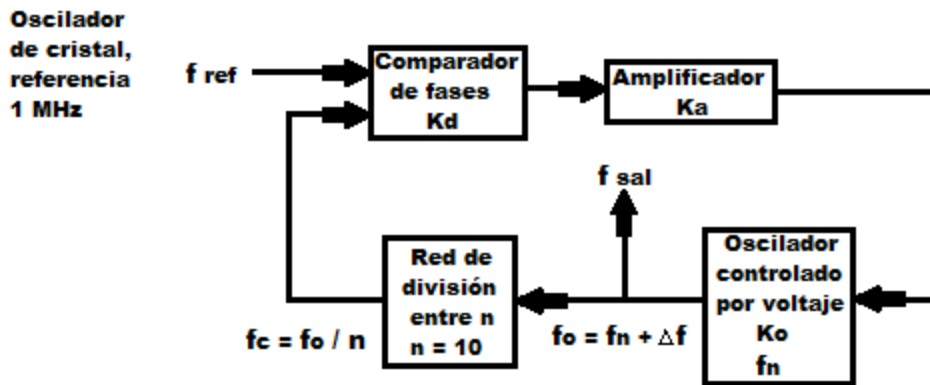 Oscilador
de cristal,
referencia
1 MHz
f ref
Comparador
de fases
Kd
Amplificador
Ka
f sal
Red de
división
entre n
n = 10
fc = fo / n
fo = fn + Δf
Oscilador
controlado
por voltaje
Ko
fn